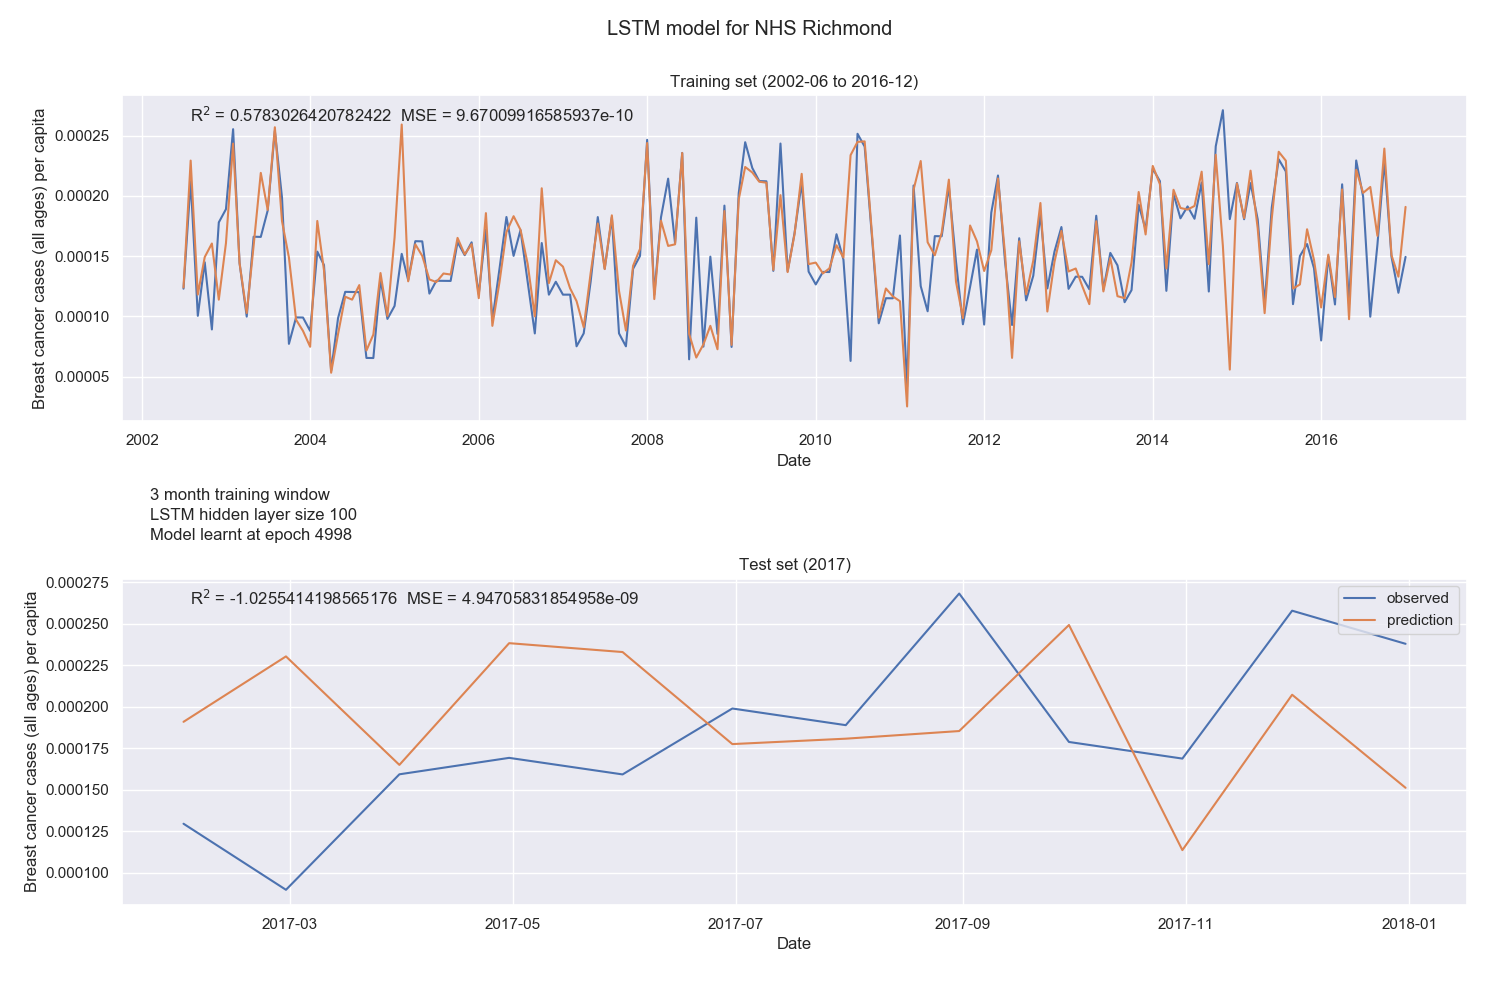 LSTM model for NHS Richmond
Training set (2002-06 to 2016-12)
R² = 0.5783026420782422 MSE = 9.67009916585937e-10
Breast cancer cases (all ages) per capita
0.00025
0.00020
0.00015
0.00010
0.00005
2002 2004 2006 2008 2010 2012 2014 2016
Date
3 month training window
LSTM hidden layer size 100
Model learnt at epoch 4998
Test set (2017)
R² = -1.0255414198565176 MSE = 4.94705831854958e-09
observed
prediction
Breast cancer cases (all ages) per capita
0.000275
0.000250
0.000225
0.000200
0.000175
0.000150
0.000125
0.000100
2017-03 2017-05 2017-07 2017-09 2017-11 2018-01
Date